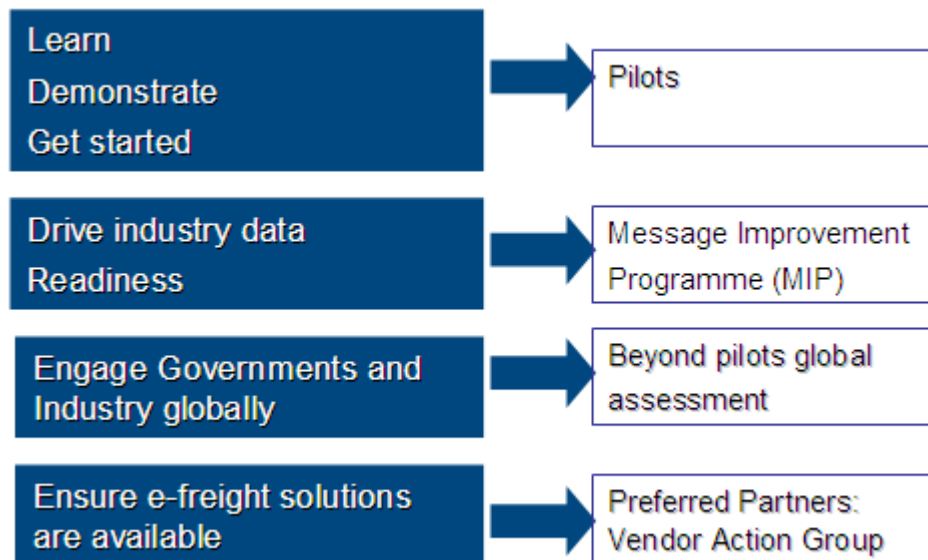 Learn
Demonstrate
Get started
Pilots
Drive industry data
Readiness
Message Improvement
Programme (MIP)
Engage Governments and
Industry globally
Beyond pilots global
assessment
Ensure e-freight solutions
are available
Preferred Partners:
Vendor Action Group